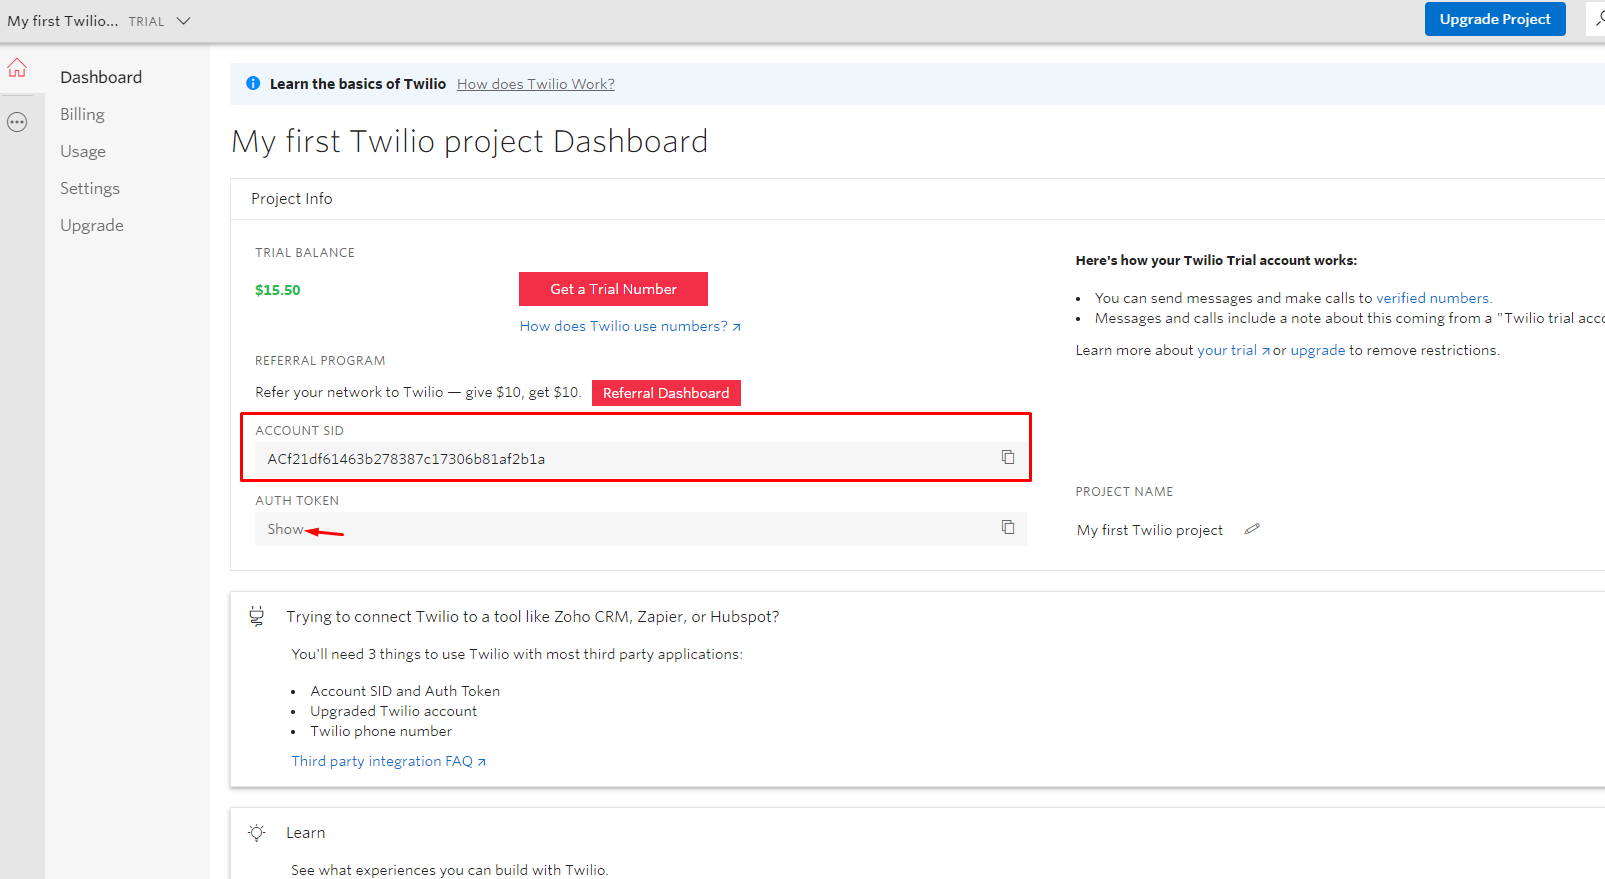 My first Twilio... TRIAL
Upgrade Project
Dashboard
Billing
Usage
Settings
Upgrade
Learn the basics of Twilio How does Twilio Work?
My first Twilio project Dashboard
Project Info
TRIAL BALANCE
$15.50
Get a Trial Number
How does Twilio use numbers?
REFERRAL PROGRAM
Refer your network to Twilio — give $10, get $10. Referral Dashboard
ACCOUNT SID
ACf21df61463b278387c17306b81af2b1a
AUTH TOKEN
Show
Here's how your Twilio Trial account works:
You can send messages and make calls to verified numbers.
Messages and calls include a note about this coming from a "Twilio trial acco
Learn more about your trial or upgrade to remove restrictions.
PROJECT NAME
My first Twilio project
Trying to connect Twilio to a tool like Zoho CRM, Zapier, or Hubspot?
You'll need 3 things to use Twilio with most third party applications:
Account SID and Auth Token
Upgraded Twilio account
Twilio phone number
Third party integration FAQ
Learn
See what experiences you can build with Twilio.